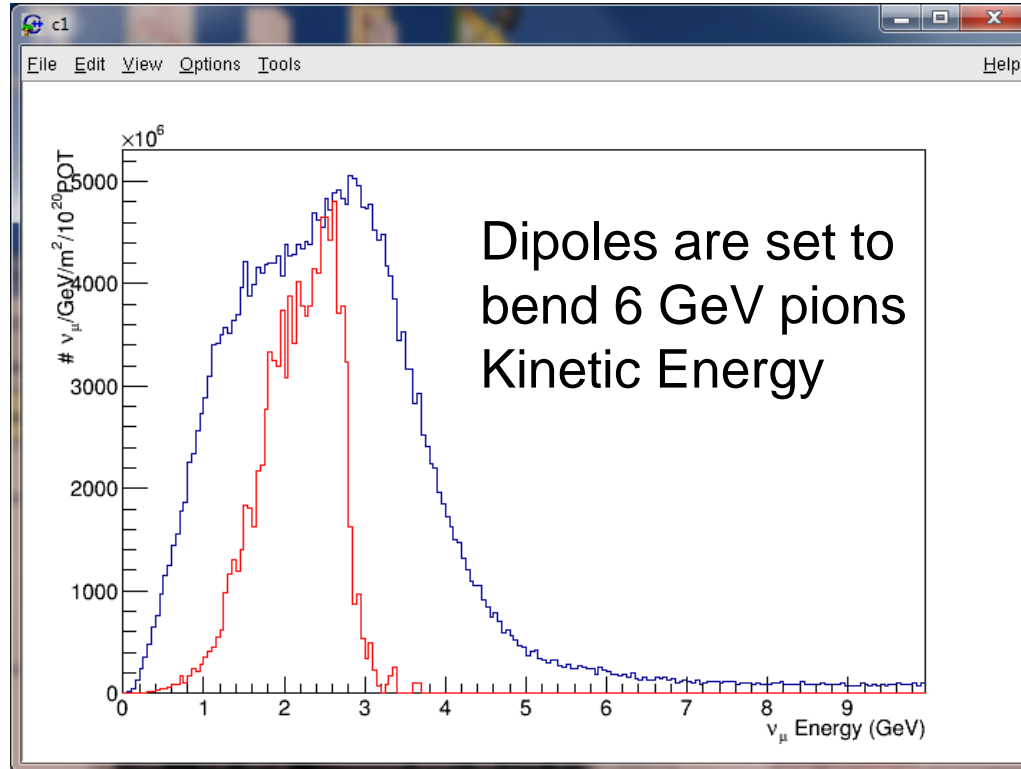 c1
File Edit View Options Tools Help
×10⁶
# ν_μ/GeV/m²/10²⁰POT
5000
4000
3000
2000
1000
0
Dipoles are set to
bend 6 GeV pions
Kinetic Energy
0 1 2 3 4 5 6 7 8 9
ν_μ Energy (GeV)